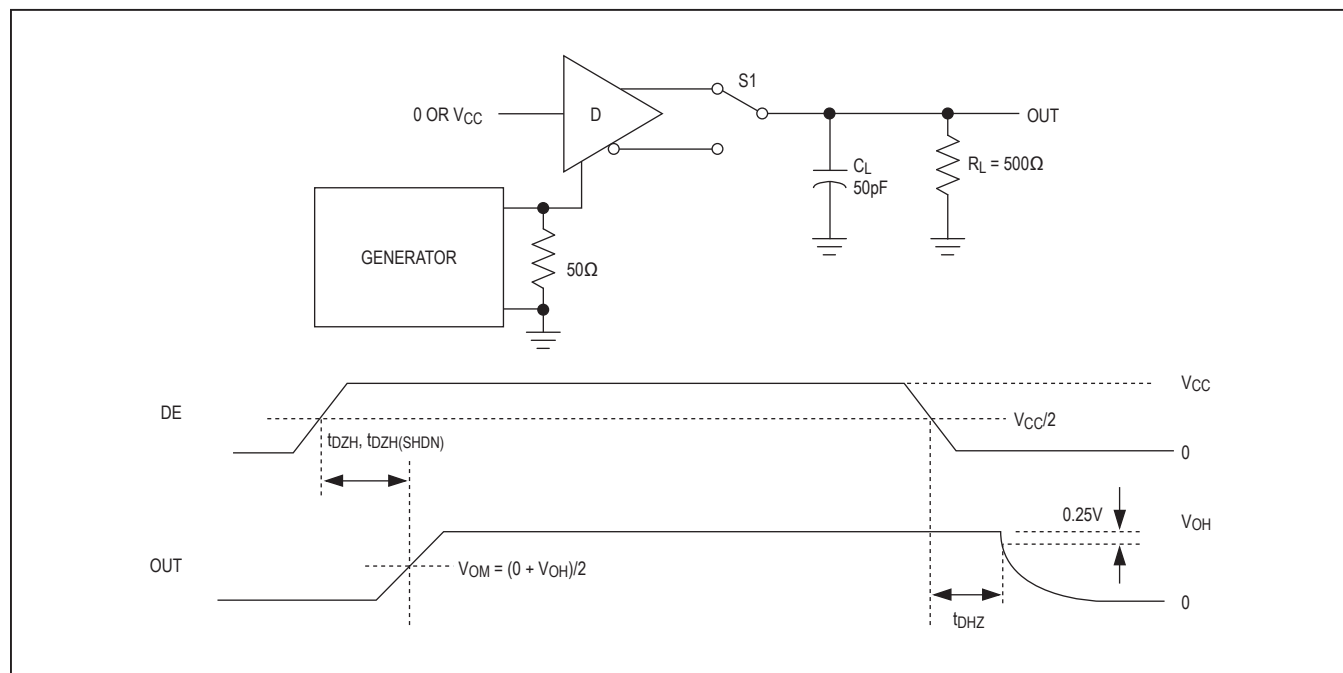 S1
0 OR VCC
D
OUT
CL
50pF
RL = 500Ω
GENERATOR
50Ω
VCC
DE
VCC/2
tDZH, tDZH(SHDN)
0
0.25V
VOH
OUT
VOM = (0 + VOH)/2
0
tDHZ